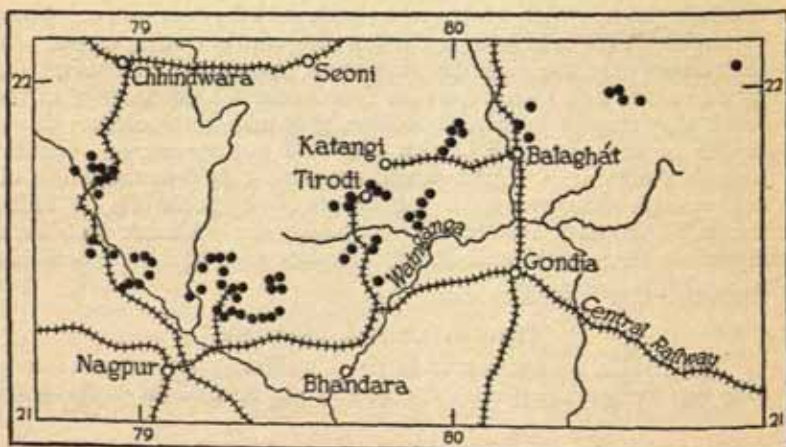 79
80
22
Chhindwara
Seoni
22
Katangi
Balaghát
Tirodi
Wainganga
Gondia
Central Railway
Nagpur
Bhandara
21
21
79
80